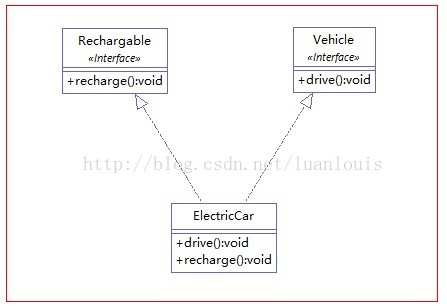 Rechargable
«Interface»
+recharge():void
Vehicle
«Interface»
+drive():void
http://blog.csdn.net/luanlouis
ElectricCar
+drive():void
+recharge():void